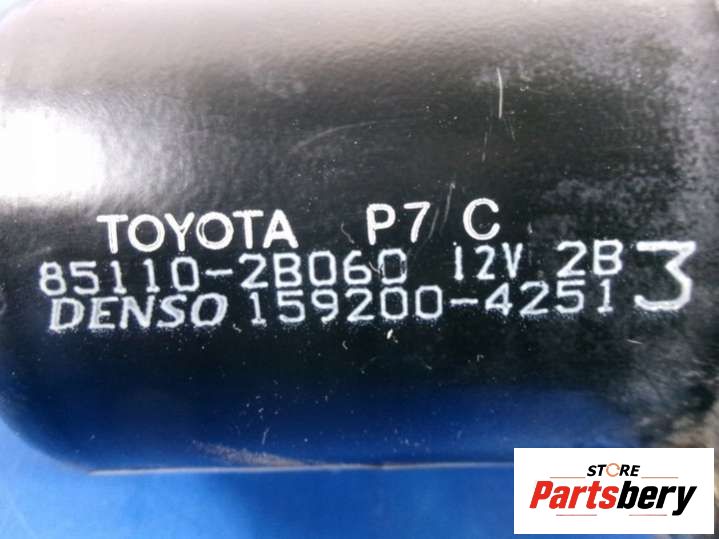 TOYOTA P7 C
85110-2B060 12V 2B 3
DENSO 159200-4251
STORE
Partsbery